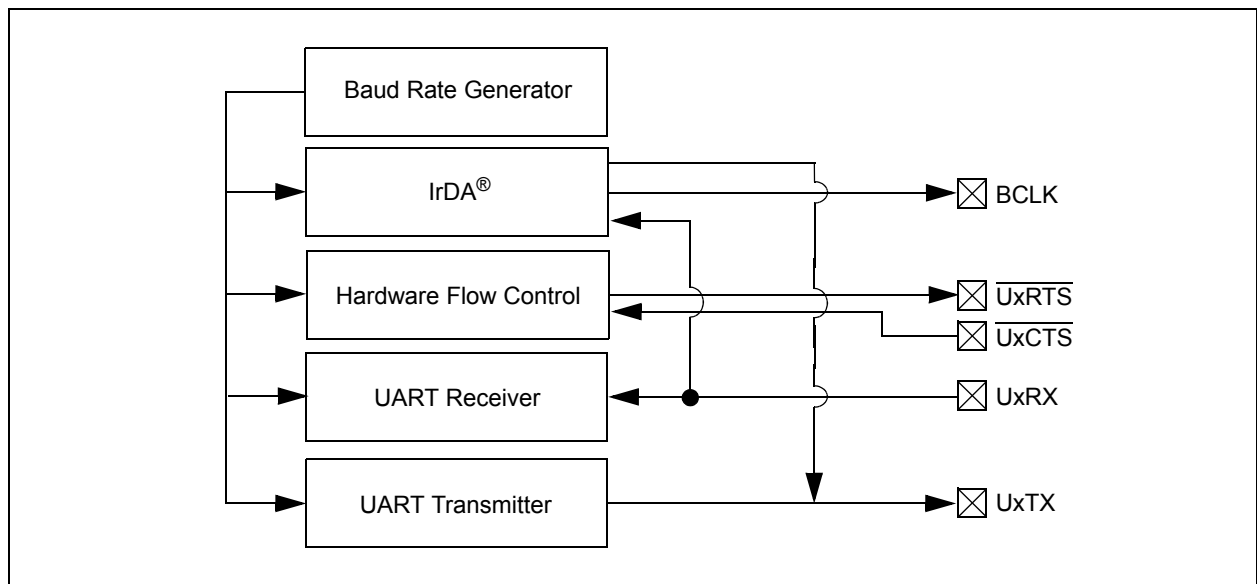 Baud Rate Generator
IrDA®
BCLK
Hardware Flow Control
UxRTS
UxCTS
UART Receiver
UxRX
UART Transmitter
UxTX